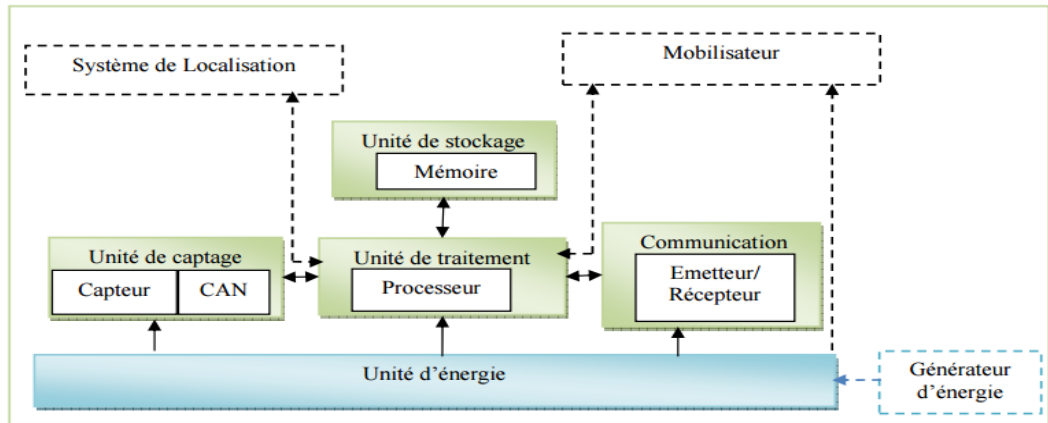 Système de Localisation
Mobilisateur
Unité de stockage
Mémoire
Unité de captage
Capteur
CAN
Unité de traitement
Processeur
Communication
Emetteur/
Récepteur
Unité d’énergie
Générateur
d’énergie